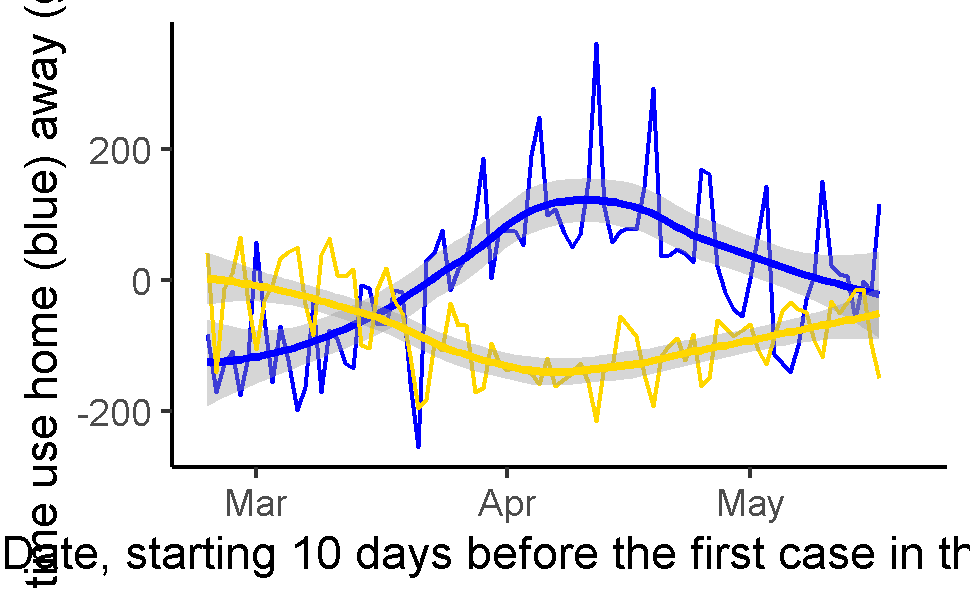 time use home (blue) away (
200
0
-200
Mar
Apr
May
Date, starting 10 days before the first case in th